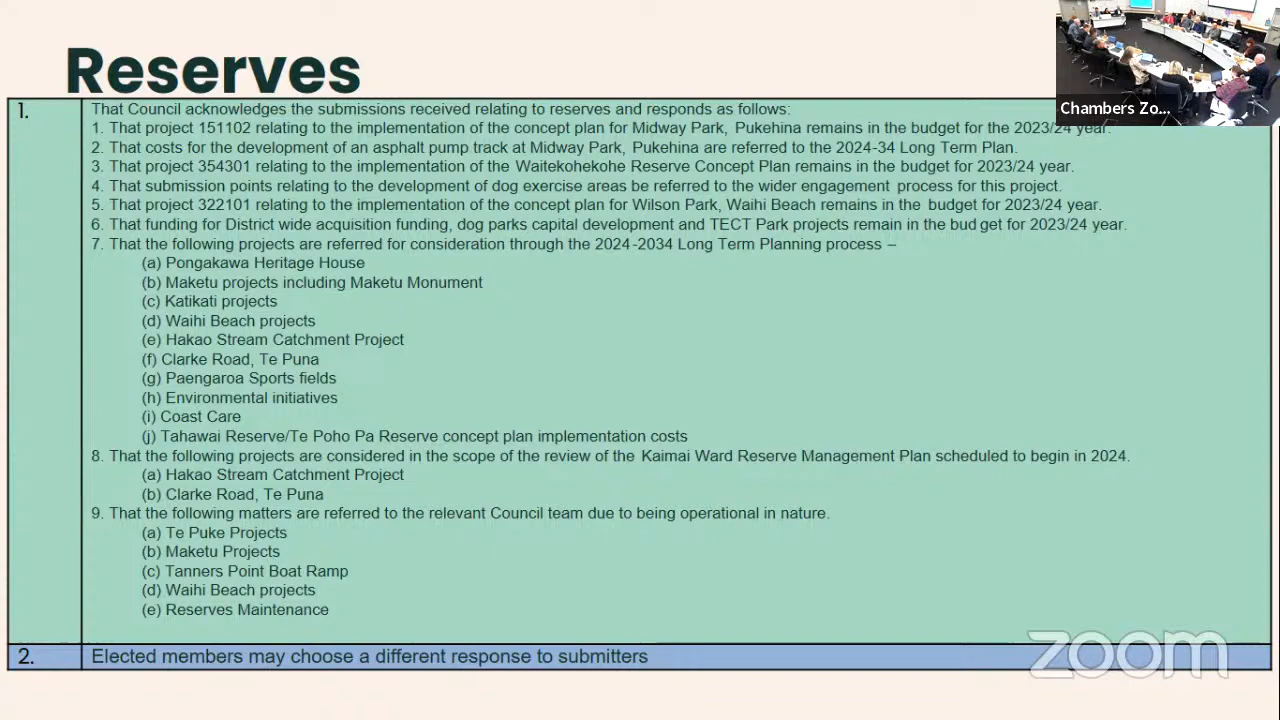 Reserves
Chambers Zo...
1.
That Council acknowledges the submissions received relating to reserves and responds as follows:
1. That project 151102 relating to the implementation of the concept plan for Midway Park, Pukehina remains in the budget for the 2023/24 year.
2. That costs for the development of an asphalt pump track at Midway Park, Pukehina are referred to the 2024-34 Long Term Plan.
3. That project 354301 relating to the implementation of the Waitekohekohe Reserve Concept Plan remains in the budget for 2023/24 year.
4. That submission points relating to the development of dog exercise areas be referred to the wider engagement process for this project.
5. That project 322101 relating to the implementation of the concept plan for Wilson Park, Waihi Beach remains in the budget for 2023/24 year.
6. That funding for District wide acquisition funding, dog parks capital development and TECT Park projects remain in the budget for 2023/24 year.
7. That the following projects are referred for consideration through the 2024-2034 Long Term Planning process –
(a) Pongakawa Heritage House
(b) Maketu projects including Maketu Monument
(c) Katikati projects
(d) Waihi Beach projects
(e) Hakao Stream Catchment Project
(f) Clarke Road, Te Puna
(g) Paengaroa Sports fields
(h) Environmental initiatives
(i) Coast Care
(j) Tahawai Reserve/Te Poho Pa Reserve concept plan implementation costs
8. That the following projects are considered in the scope of the review of the Kaimai Ward Reserve Management Plan scheduled to begin in 2024.
(a) Hakao Stream Catchment Project
(b) Clarke Road, Te Puna
9. That the following matters are referred to the relevant Council team due to being operational in nature.
(a) Te Puke Projects
(b) Maketu Projects
(c) Tanners Point Boat Ramp
(d) Waihi Beach projects
(e) Reserves Maintenance
2.
Elected members may choose a different response to submitters
zoom